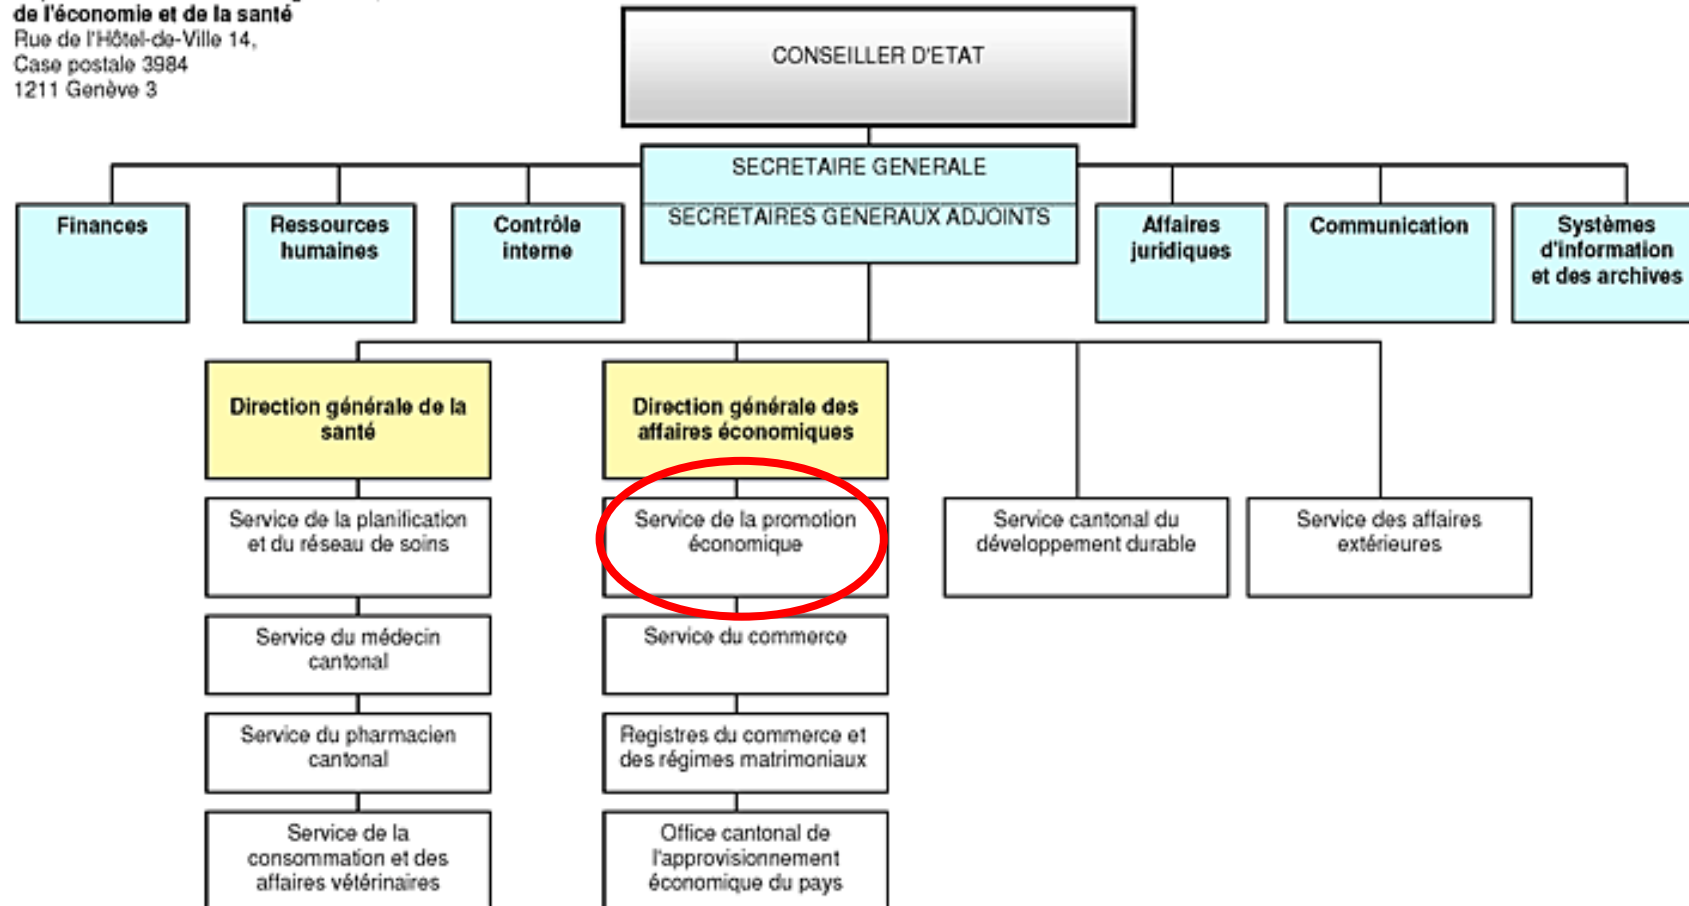 de l'économie et de la santé
Rue de l'Hôtel-de-Ville 14,
Case postale 3984
1211 Genève 3
CONSEILLER D'ETAT
SECRETAIRE GENERALE
SECRETAIRES GENERAUX ADJOINTS
Finances
Ressources
humaines
Contrôle
interne
Affaires
juridiques
Communication
Systèmes
d'information
et des archives
Direction générale de la
santé
Direction générale des
affaires économiques
Service de la planification
et du réseau de soins
Service de la promotion
économique
Service cantonal du
développement durable
Service des affaires
extérieures
Service du médecin
cantonal
Service du commerce
Service du pharmacien
cantonal
Registres du commerce et
des régimes matrimoniaux
Service de la
consommation et des
affaires vétérinaires
Office cantonal de
l'approvisionnement
économique du pays